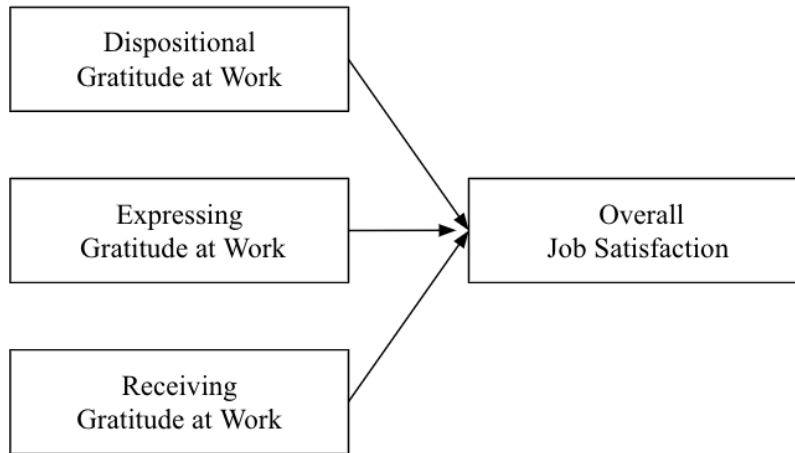 Dispositional
Gratitude at Work
Expressing
Gratitude at Work
Overall
Job Satisfaction
Receiving
Gratitude at Work